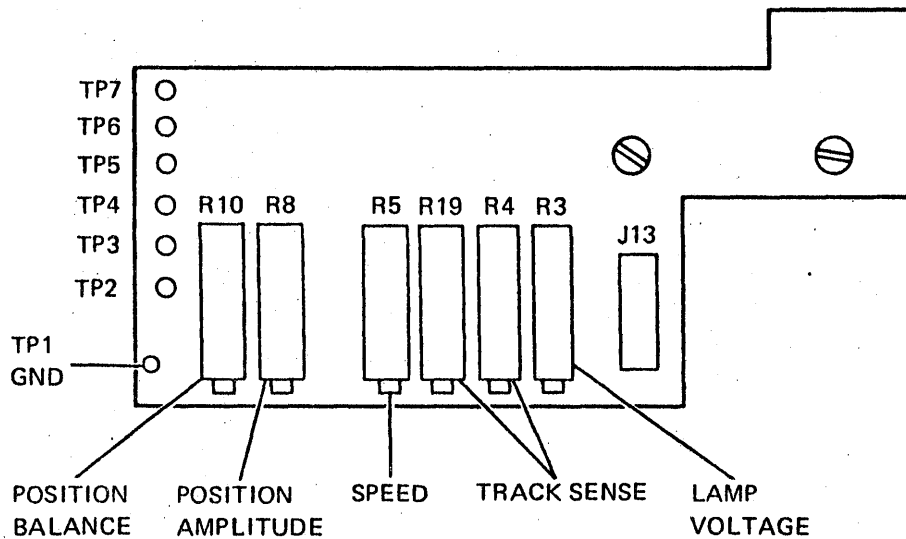 TP7
TP6
TP5
TP4
R10 R8 R5 R19 R4 R3
TP3
J13
TP2
TP1
GND
POSITION
BALANCE
POSITION
AMPLITUDE
SPEED
TRACK SENSE
LAMP
VOLTAGE